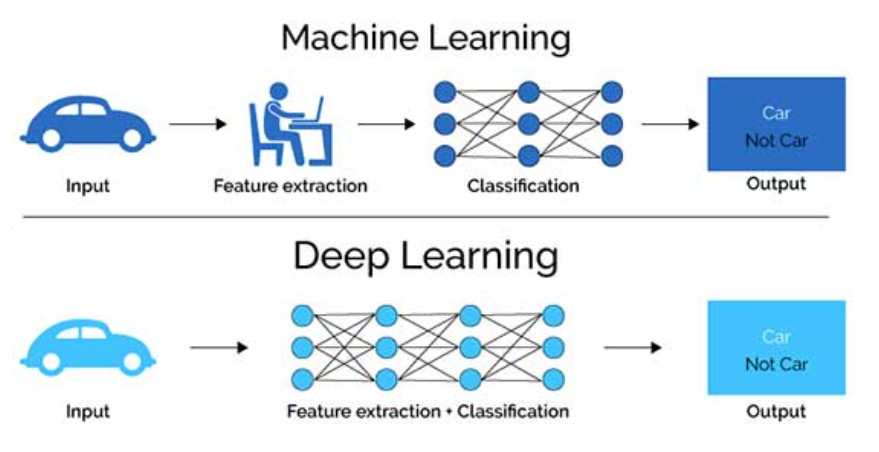 Machine Learning
Car
Not Car
Input
Feature extraction
Classification
Output
Deep Learning
Car
Not Car
Input
Feature extraction + Classification
Output